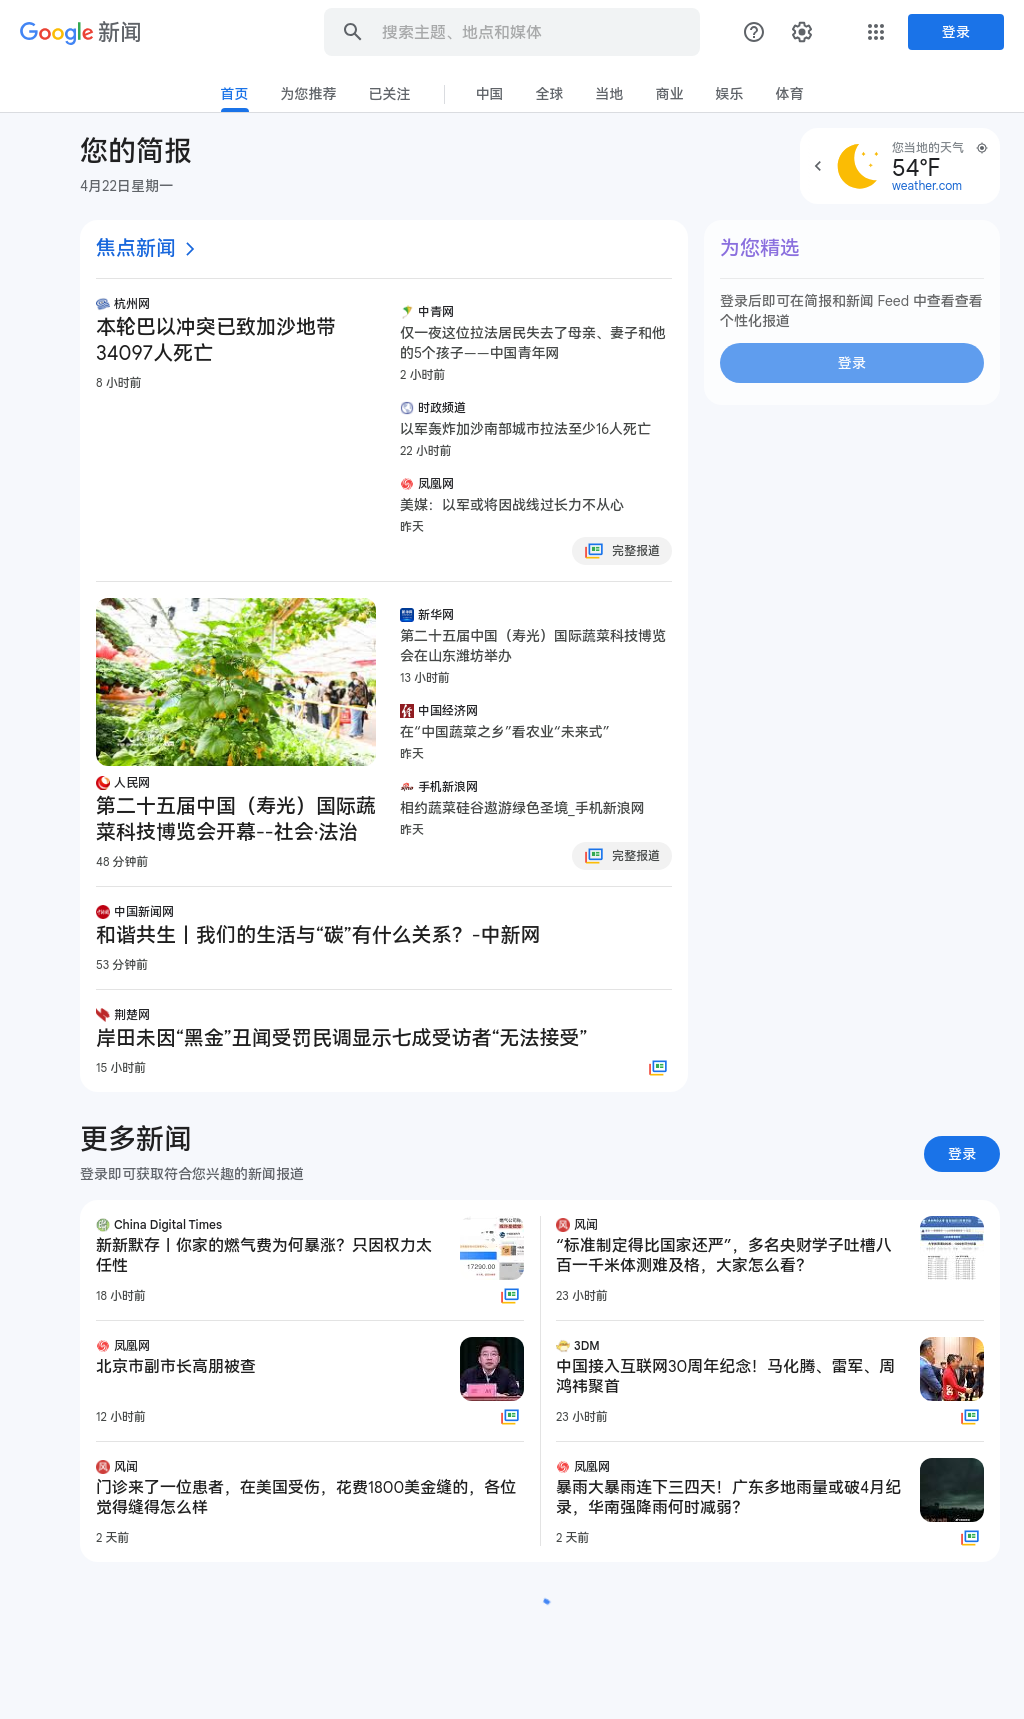 Google 新闻
搜索主题、地点和媒体
登录
首页
为您推荐
已关注
中国
全球
当地
商业
娱乐
体育
您的简报
4月22日星期一
您当地的天气
54°F
weather.com
焦点新闻
杭州网
本轮巴以冲突已致加沙地带
34097人死亡
8 小时前
中青网
仅一夜这位拉法居民失去了母亲、妻子和他
的5个孩子——中国青年网
2 小时前
时政频道
以军轰炸加沙南部城市拉法至少16人死亡
22 小时前
凤凰网
美媒：以军或将因战线过长力不从心
昨天
完整报道
为您精选
登录后即可在简报和新闻 Feed 中查看查看
个性化报道
登录
人民网
第二十五届中国（寿光）国际蔬
菜科技博览会开幕--社会·法治
48 分钟前
新华网
第二十五届中国（寿光）国际蔬菜科技博览
会在山东潍坊举办
13 小时前
中国经济网
在“中国蔬菜之乡”看农业“未来式”
昨天
手机新浪网
相约蔬菜硅谷遨游绿色圣境_手机新浪网
昨天
完整报道
中国新闻网
和谐共生丨我们的生活与“碳”有什么关系？-中新网
53 分钟前
荆楚网
岸田未因“黑金”丑闻受罚民调显示七成受访者“无法接受”
15 小时前
更多新闻
登录即可获取符合您兴趣的新闻报道
登录
China Digital Times
新新默存丨你家的燃气费为何暴涨？只因权力太
任性
17290.00
18 小时前
风闻
“标准制定得比国家还严”，多名央财学子吐槽八
百一千米体测难及格，大家怎么看？
23 小时前
凤凰网
北京市副市长高朋被查
12 小时前
3DM
中国接入互联网30周年纪念！马化腾、雷军、周
鸿祎聚首
23 小时前
风闻
门诊来了一位患者，在美国受伤，花费1800美金缝的，各位
觉得缝得怎么样
2 天前
凤凰网
暴雨大暴雨连下三四天！广东多地雨量或破4月纪
录，华南强降雨何时减弱？
2 天前